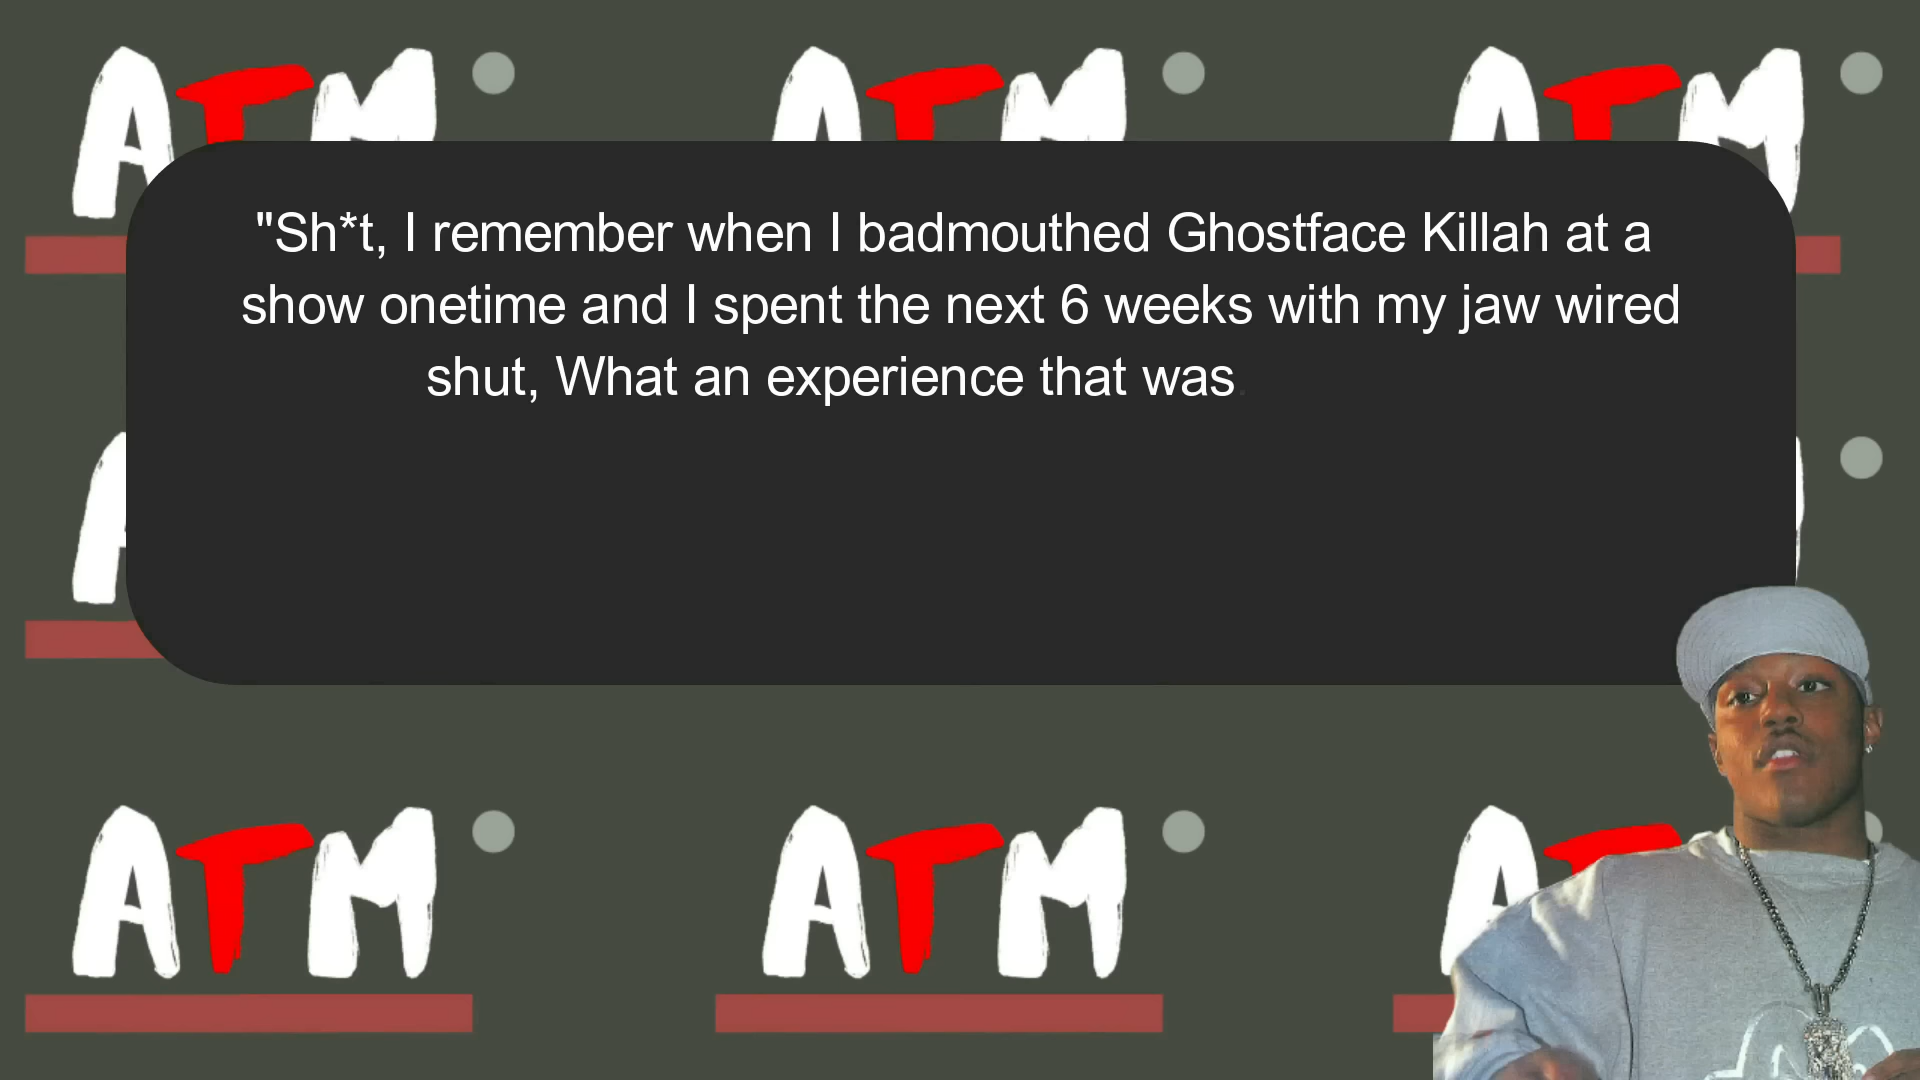 ATM ATM ATM
"Sh*t, I remember when I badmouthed Ghostface Killah at a
show onetime and I spent the next 6 weeks with my jaw wired
shut, What an experience that was.
ATM ATM AT